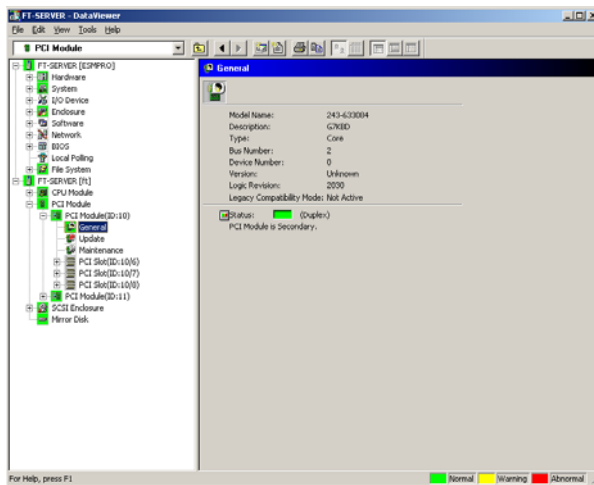 FT-SERVER - DataViewer
File Edit View Tools Help
PCI Module
FT-SERVER [ESMPRO]
Hardware
System
I/O Device
Enclosure
Software
Network
BIOS
Local Polling
File System
FT-SERVER [ft]
CPU Module
PCI Module
PCI Module(ID:10)
General
Update
Maintenance
PCI Slot(ID:10/6)
PCI Slot(ID:10/7)
PCI Slot(ID:10/8)
PCI Module(ID:11)
SCSI Enclosure
Mirror Disk
General
Model Name: 243-633084
Description: G7KBD
Type: Core
Bus Number: 2
Device Number: 0
Version: Unknown
Logic Revision: 2030
Legacy Compatibility Mode: Not Active
Status: (Duplex)
PCI Module is Secondary.
For Help, press F1
Normal Warning Abnormal